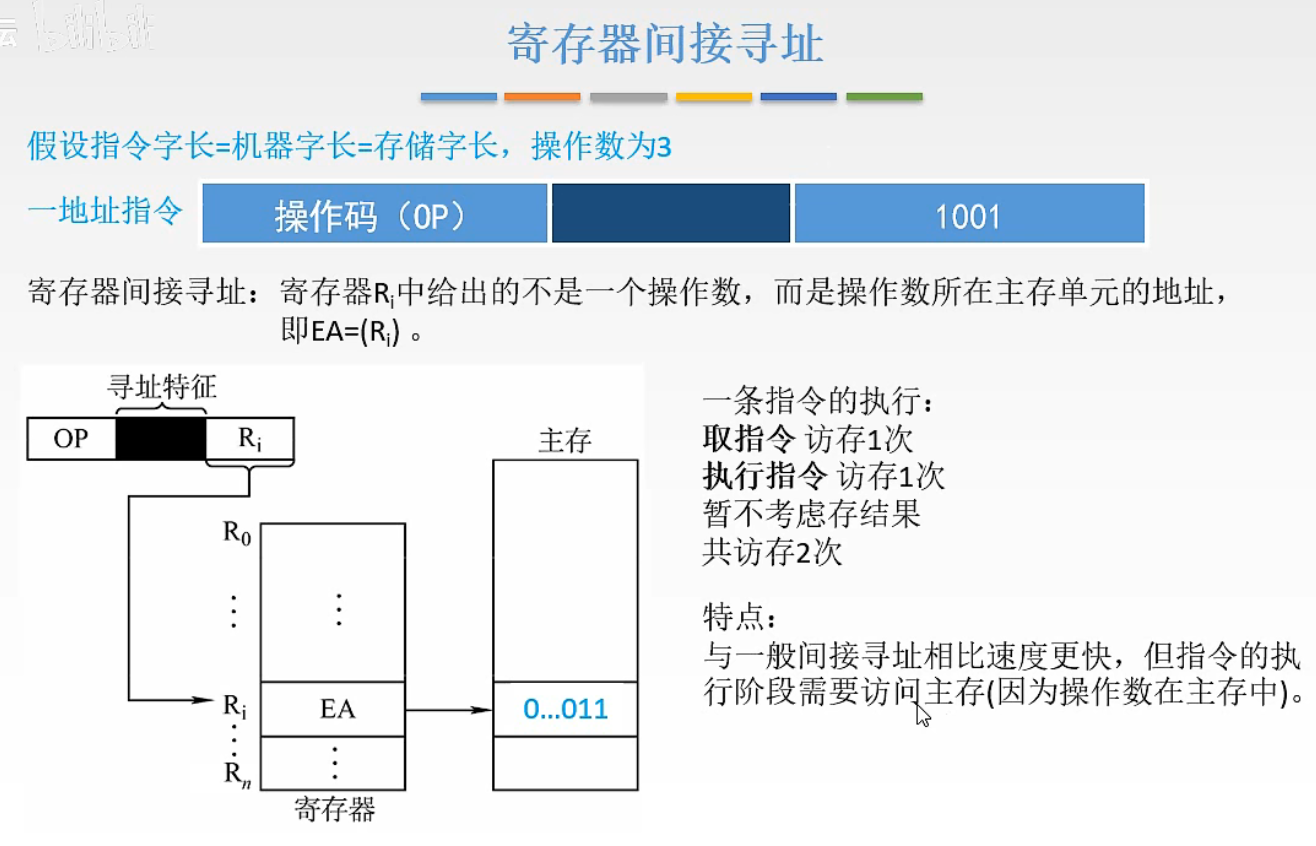 云
寄存器间接寻址
假设指令字长=机器字长=存储字长，操作数为3
一地址指令 操作码（OP） 1001
寄存器间接寻址：寄存器Ri中给出的不是一个操作数，而是操作数所在主存单元的地址，
即EA=(Ri) 。
寻址特征
OP Ri
主存
R0
⋮ ⋮
Ri EA 0...011
⋮
Rn ⋮
寄存器
一条指令的执行：
取指令 访存1次
执行指令 访存1次
暂不考虑存结果
共访存2次
特点：
与一般间接寻址相比速度更快，但指令的执
行阶段需要访问主存(因为操作数在主存中)。